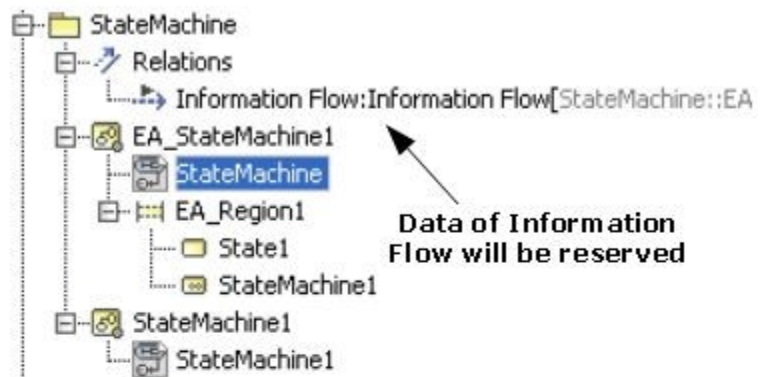 StateMachine
Relations
Information Flow:Information Flow[StateMachine::EA
EA_StateMachine1
StateMachine
EA_Region1
State1
StateMachine1
StateMachine1
StateMachine1
Data of Information
Flow will be reserved